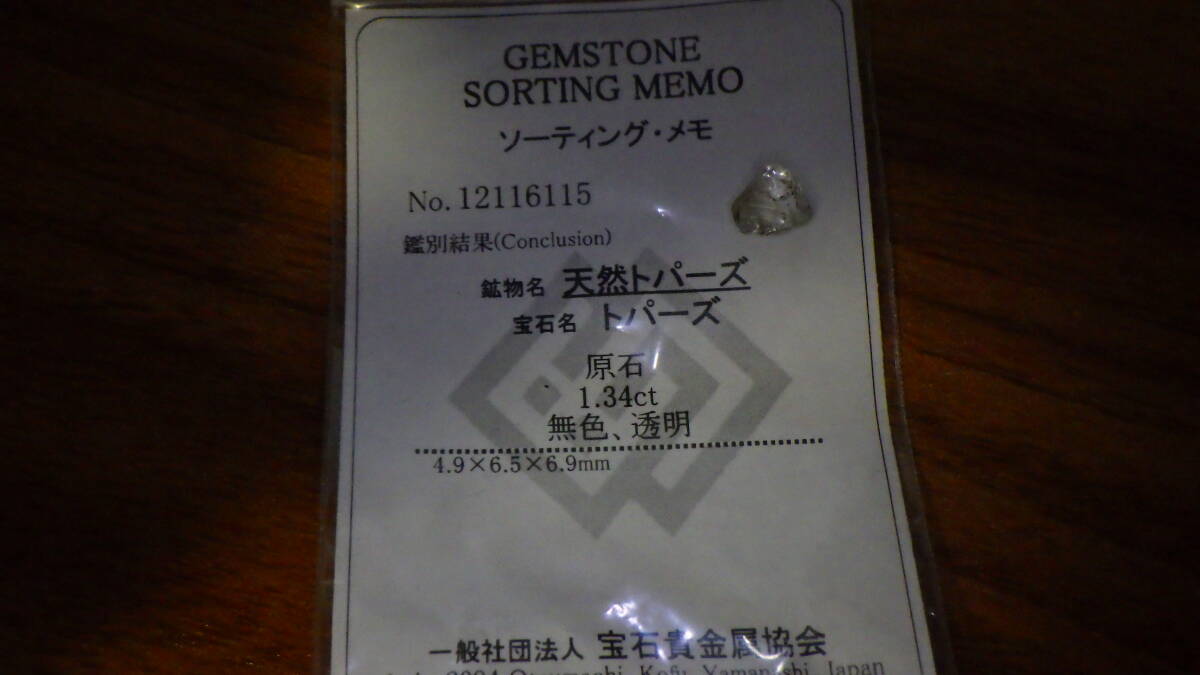 GEMSTONE
SORTING MEMO
ソーティング・メモ
No. 12116115
鑑別結果(Conclusion)
鉱物名 天然トパーズ
宝石名 トパーズ
原石
1.34ct
無色、透明
4.9×6.5×6.9mm
一般社団法人 宝石貴金属協会
Kofu Yamanashi, Japan